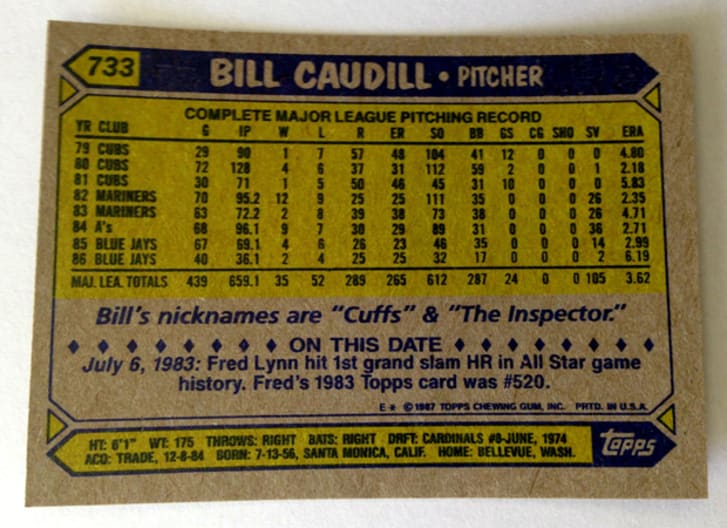 733 BILL CAUDILL • PITCHER
COMPLETE MAJOR LEAGUE PITCHING RECORD
YR CLUB G IP W L R ER SO BB GS CG SHO SV ERA
79 CUBS 29 90 1 7 57 48 104 41 12 0 0 0 4.80
80 CUBS 72 128 4 6 37 31 112 59 2 0 0 1 2.18
81 CUBS 30 71 1 5 50 46 45 31 10 0 0 0 5.83
82 MARINERS 70 95.2 12 9 25 25 111 35 0 0 0 26 2.35
83 MARINERS 63 72.2 2 8 39 38 73 38 0 0 0 26 4.71
84 A's 68 96.1 9 7 30 29 89 31 0 0 0 36 2.71
85 BLUE JAYS 67 69.1 4 6 26 23 46 35 0 0 0 14 2.99
86 BLUE JAYS 40 36.1 2 4 25 25 32 17 0 0 0 2 6.19
MAJ. LEA. TOTALS 439 659.1 35 52 289 265 612 287 24 0 0 105 3.62
Bill's nicknames are "Cuffs" & "The Inspector."
ON THIS DATE
July 6, 1983: Fred Lynn hit 1st grand slam HR in All Star game
history. Fred's 1983 Topps card was #520.
E * © 1987 TOPPS CHEWING GUM, INC. PRTD. IN U.S.A.
HT: 6'1" WT: 175 THROWS: RIGHT BATS: RIGHT DRFT: CARDINALS #8-JUNE, 1974
ACQ: TRADE, 12-8-84 BORN: 7-13-56, SANTA MONICA, CALIF. HOME: BELLEVUE, WASH.
topps